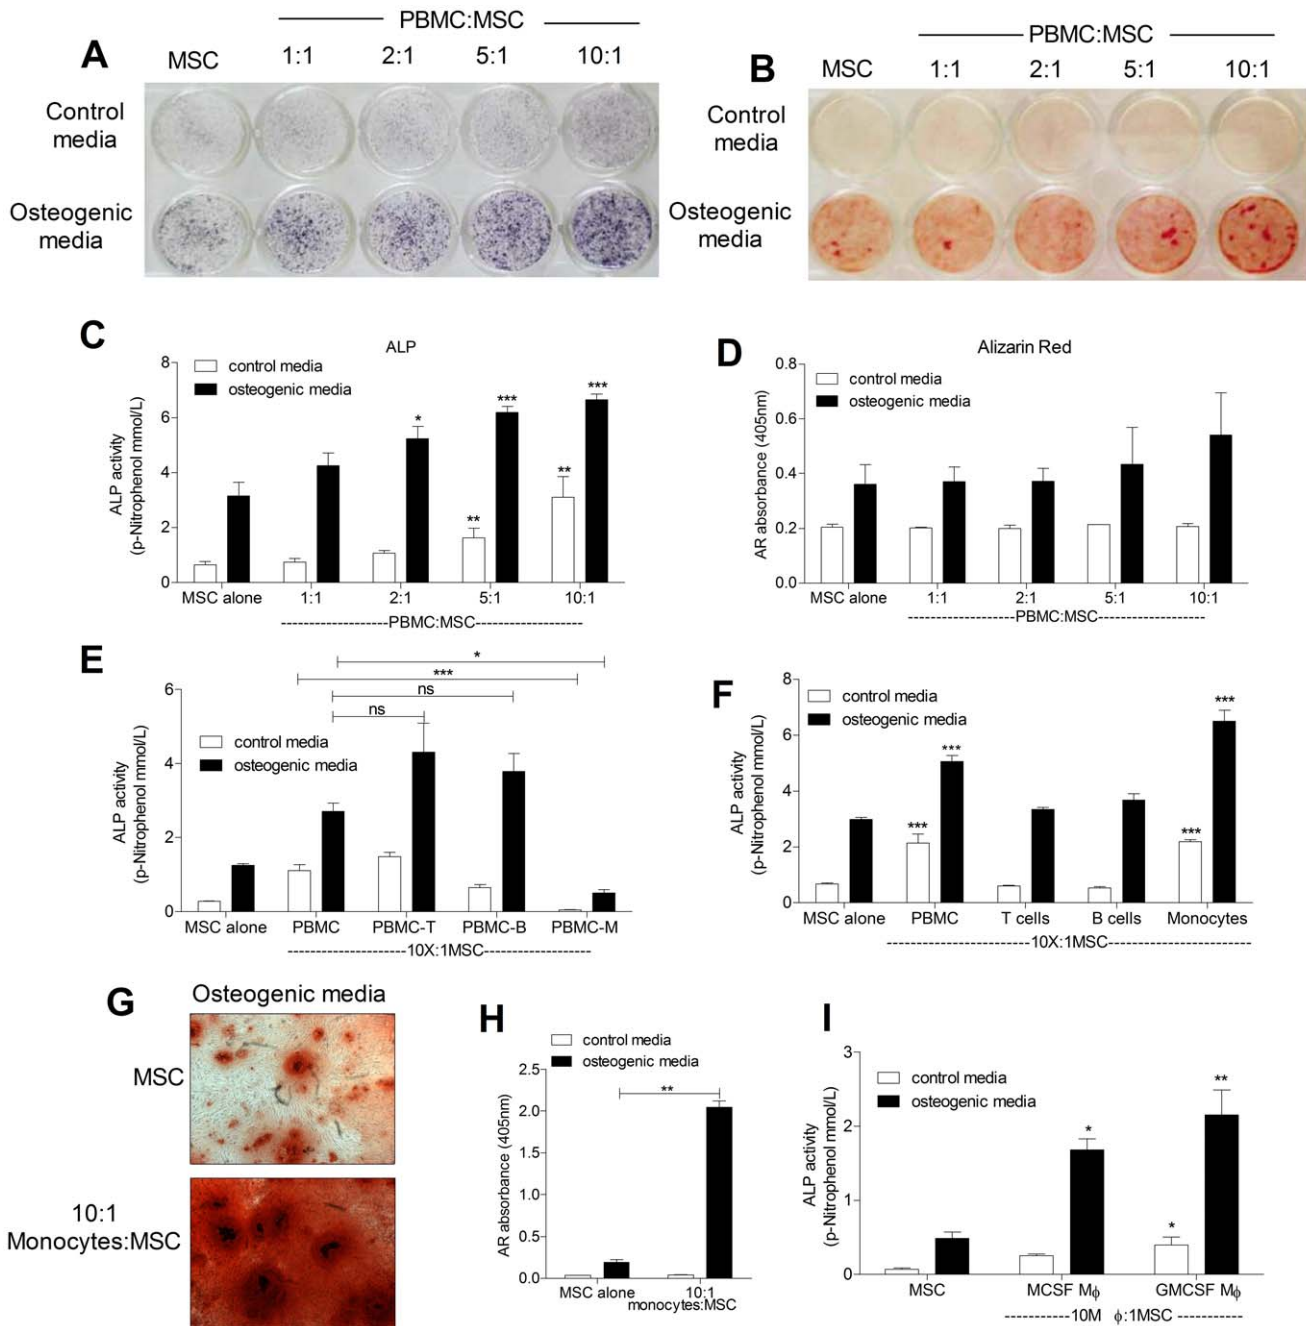 A
PBMC:MSC
MSC 1:1 2:1 5:1 10:1
Control
media
Osteogenic
media
B
PBMC:MSC
MSC 1:1 2:1 5:1 10:1
Control
media
Osteogenic
media
C
ALP
control media
osteogenic media
ALP activity
(p-Nitrophenol mmol/L)
8
6
4
2
0
*
**
***
**
***
MSC alone 1:1 2:1 5:1 10:1
--------------------PBMC:MSC--------------------
D
Alizarin Red
control media
osteogenic media
AR absorbance (405nm)
0.8
0.6
0.4
0.2
0.0
MSC alone 1:1 2:1 5:1 10:1
--------------------PBMC:MSC--------------------
E
*
***
ns
ns
control media
osteogenic media
ALP activity
(p-Nitrophenol mmol/L)
6
4
2
0
MSC alone PBMC PBMC-T PBMC-B PBMC-M
---------------------10X:1MSC---------------------
F
control media
osteogenic media
ALP activity
(p-Nitrophenol mmol/L)
8
6
4
2
0
***
***
***
***
MSC alone PBMC T cells B cells Monocytes
-------------------------10X:1MSC-------------------------
G
Osteogenic media
MSC
10:1
Monocytes:MSC
H
control media
osteogenic media
AR absorbance (405nm)
2.5
2.0
1.5
1.0
0.5
0.0
**
MSC alone 10:1
monocytes:MSC
I
control media
osteogenic media
ALP activity
(p-Nitrophenol mmol/L)
3
2
1
0
*
*
**
MSC MCSF Mϕ GMCSF Mϕ
-----------10M ϕ:1MSC -----------